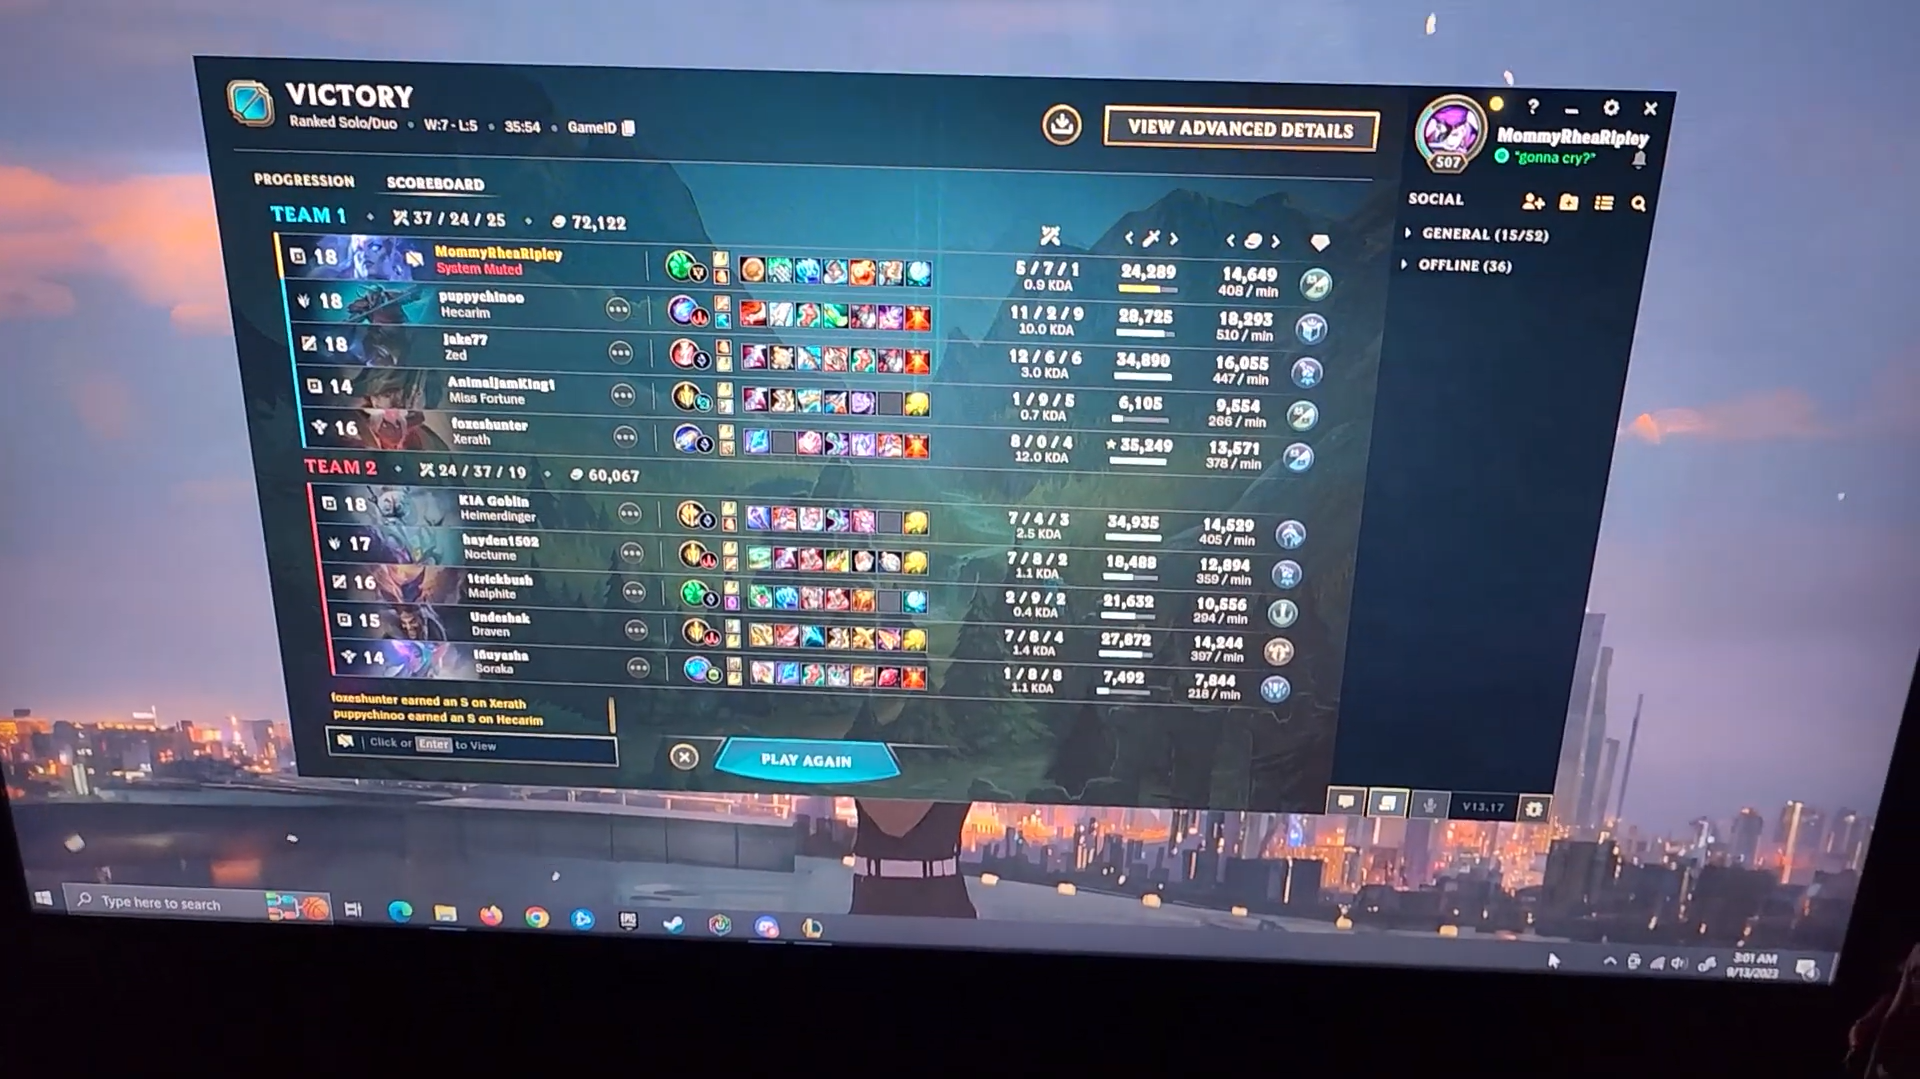 VICTORY
Ranked Solo/Duo • W:7 - L:5 • 35:54 • GameID
VIEW ADVANCED DETAILS
507
MommyRheaRipley
"gonna cry?"
PROGRESSION SCOREBOARD
SOCIAL
GENERAL (15/52)
OFFLINE (36)
TEAM 1 • 37 / 24 / 25 • 72,122
18 MommyRheaRipley 5 / 7 / 1 24,289 14,649
System Muted 0.9 KDA 408 / min
18 puppychinoo 11 / 2 / 9 28,725 18,293
Hecarim 10.0 KDA 510 / min
18 Jake77 12 / 6 / 6 34,890 16,055
Zed 3.0 KDA 447 / min
14 AnimalJamKing1 1 / 9 / 5 6,105 9,554
Miss Fortune 0.7 KDA 266 / min
16 foxeshunter 8 / 0 / 4 35,249 13,571
Xerath 12.0 KDA 378 / min
TEAM 2 • 24 / 37 / 19 • 60,067
18 KIA Goblin 7 / 4 / 3 34,935 14,529
Heimerdinger 2.5 KDA 405 / min
17 hayden1502 7 / 8 / 2 18,488 12,894
Nocturne 1.1 KDA 359 / min
16 1trickbush 2 / 9 / 2 21,632 10,556
Malphite 0.4 KDA 294 / min
15 Undeshak 7 / 8 / 4 27,872 14,244
Draven 1.4 KDA 397 / min
14 1 / 8 / 8 7,492 7,844
Soraka 1.1 KDA 218 / min
foxeshunter earned an S on Xerath
puppychinoo earned an S on Hecarim
Click or Enter to View
PLAY AGAIN
V13.17
Type here to search
EPIC
3:01 AM
9/13/2023